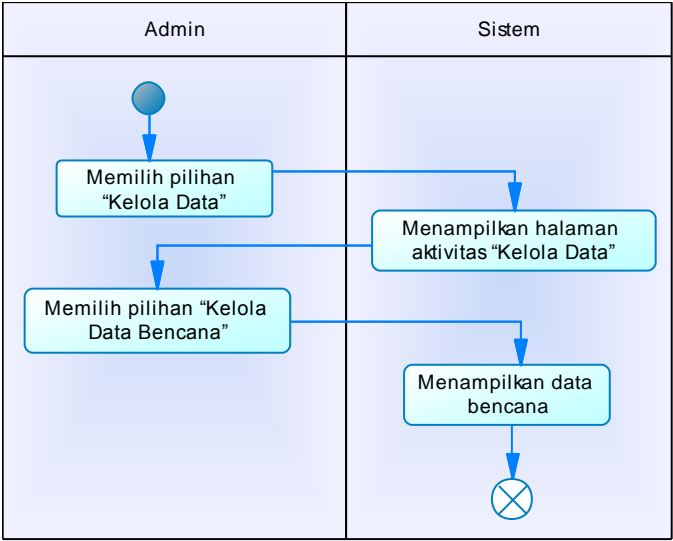 Admin
Sistem
Memilih pilihan
“Kelola Data”
Menampilkan halaman
aktivitas “Kelola Data”
Memilih pilihan “Kelola
Data Bencana”
Menampilkan data
bencana